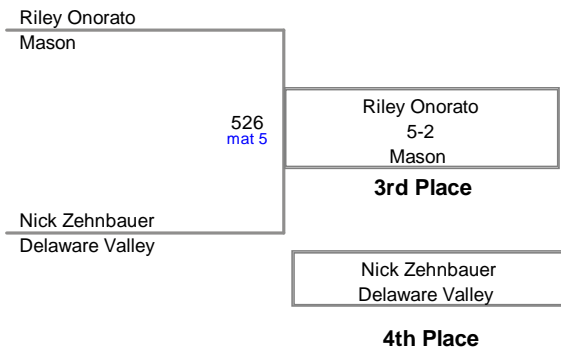 Riley Onorato
Mason
526
mat 5
Riley Onorato
5-2
Mason
3rd Place
Nick Zehnbauer
Delaware Valley
Nick Zehnbauer
Delaware Valley
4th Place